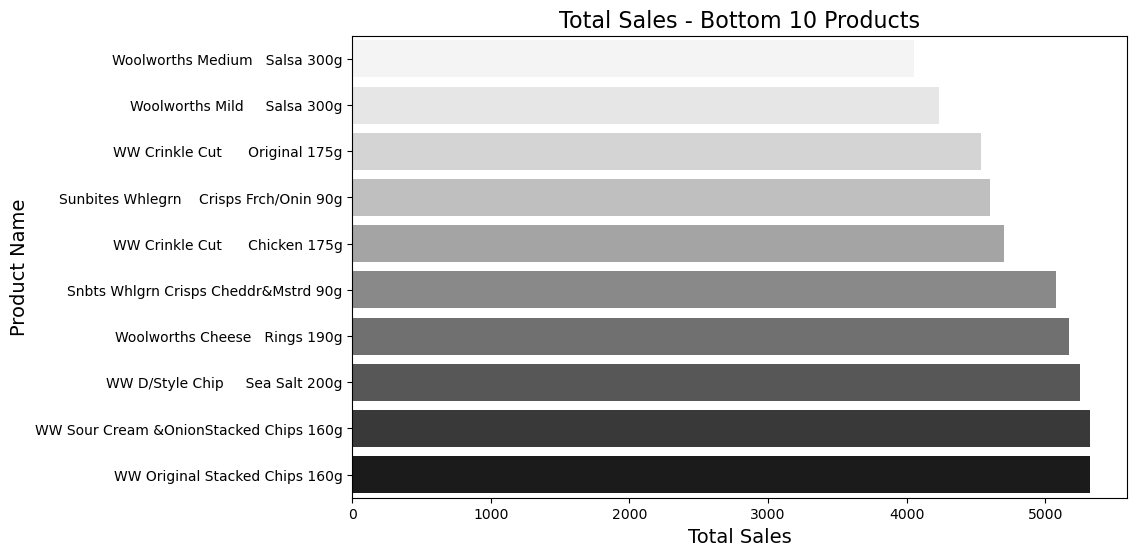 Total Sales - Bottom 10 Products
Product Name
Woolworths Medium   Salsa 300g
Woolworths Mild     Salsa 300g
WW Crinkle Cut      Original 175g
Sunbites Whlegrn    Crisps Frch/Onin 90g
WW Crinkle Cut      Chicken 175g
Snbts Whlgrn Crisps Cheddr&Mstrd 90g
Woolworths Cheese   Rings 190g
WW D/Style Chip     Sea Salt 200g
WW Sour Cream &OnionStacked Chips 160g
WW Original Stacked Chips 160g
0 1000 2000 3000 4000 5000
Total Sales